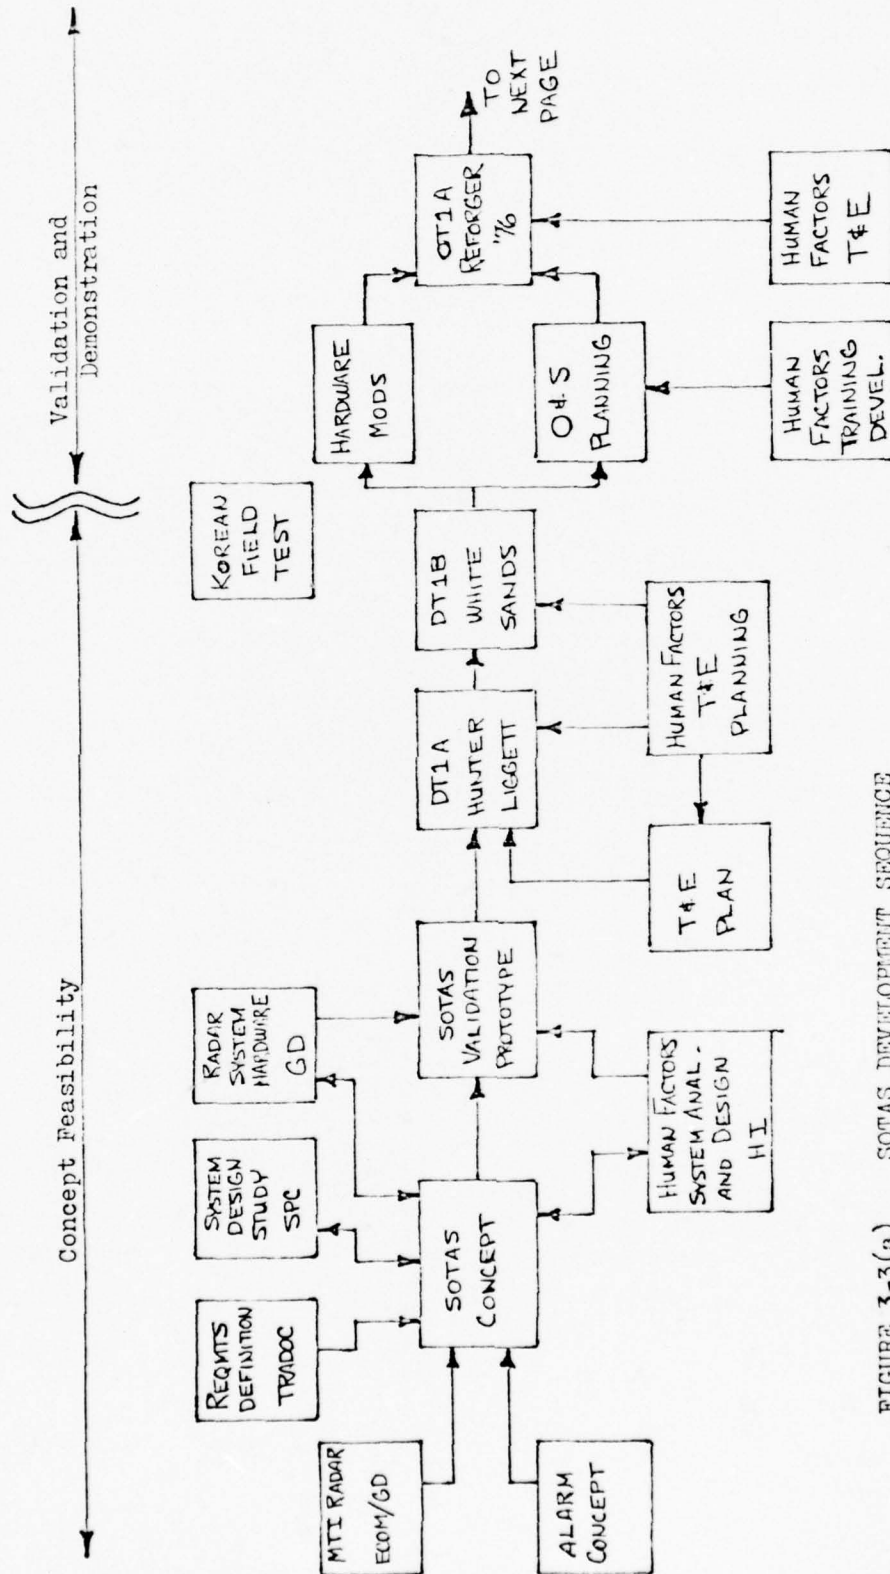 Concept Feasibility
Validation and
Demonstration
MTI RADAR
ECOM/GD
ALARM
CONCEPT
REQMTS
DEFINITION
TRADOC
SYSTEM
DESIGN
STUDY
SPC
RADAR
SYSTEM
HARDWARE
GD
SOTAS
CONCEPT
SOTAS
VALIDATION
PROTOTYPE
HUMAN FACTORS
SYSTEM ANAL.
AND DESIGN
HI
T&E
PLAN
HUMAN FACTORS
T&E
PLANNING
DT1A
HUNTER
LIGGETT
DT1B
WHITE
SANDS
KOREAN
FIELD
TEST
HARDWARE
MODS
O&S
PLANNING
HUMAN
FACTORS
TRAINING
DEVEL.
HUMAN
FACTORS
T&E
OT1A
REFORGER
'76
TO
NEXT
PAGE
FIGURE 3-3(a) SOTAS DEVELOPMENT SEQUENCE